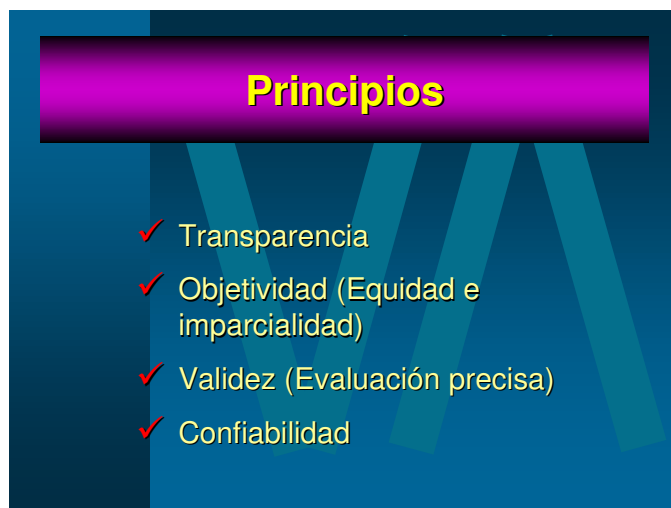 Principios
Transparencia
Objetividad (Equidad e
imparcialidad)
Validez (Evaluación precisa)
Confiabilidad